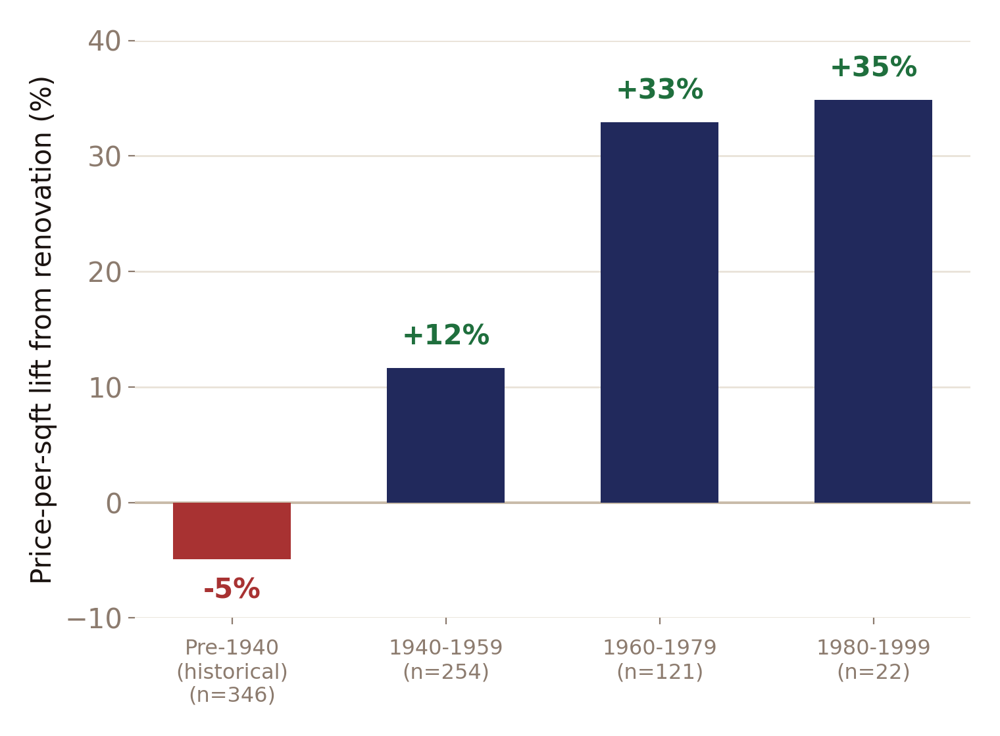 Price-per-sqft lift from renovation (%)
40
30
20
10
0
−10
-5%
+12%
+33%
+35%
Pre-1940
(historical)
(n=346)
1940-1959
(n=254)
1960-1979
(n=121)
1980-1999
(n=22)